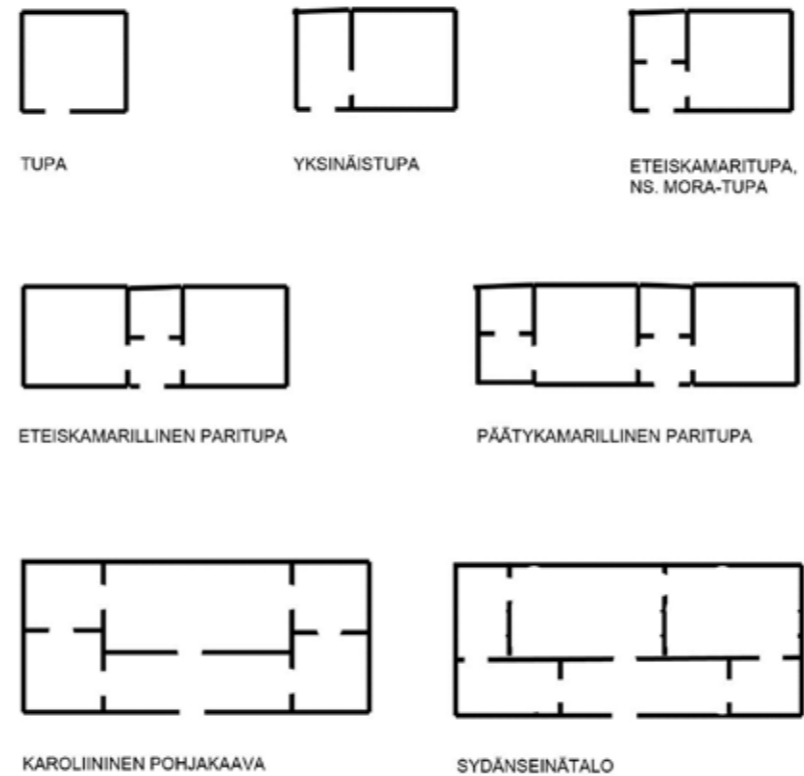 TUPA
YKSINÄISTUPA
ETEISKAMARITUPA,
NS. MORA-TUPA
ETEISKAMARILLINEN PARITUPA
PÄÄTYKAMARILLINEN PARITUPA
KAROLIININEN POHJAKAAVA
SYDÄNSEINÄTALO